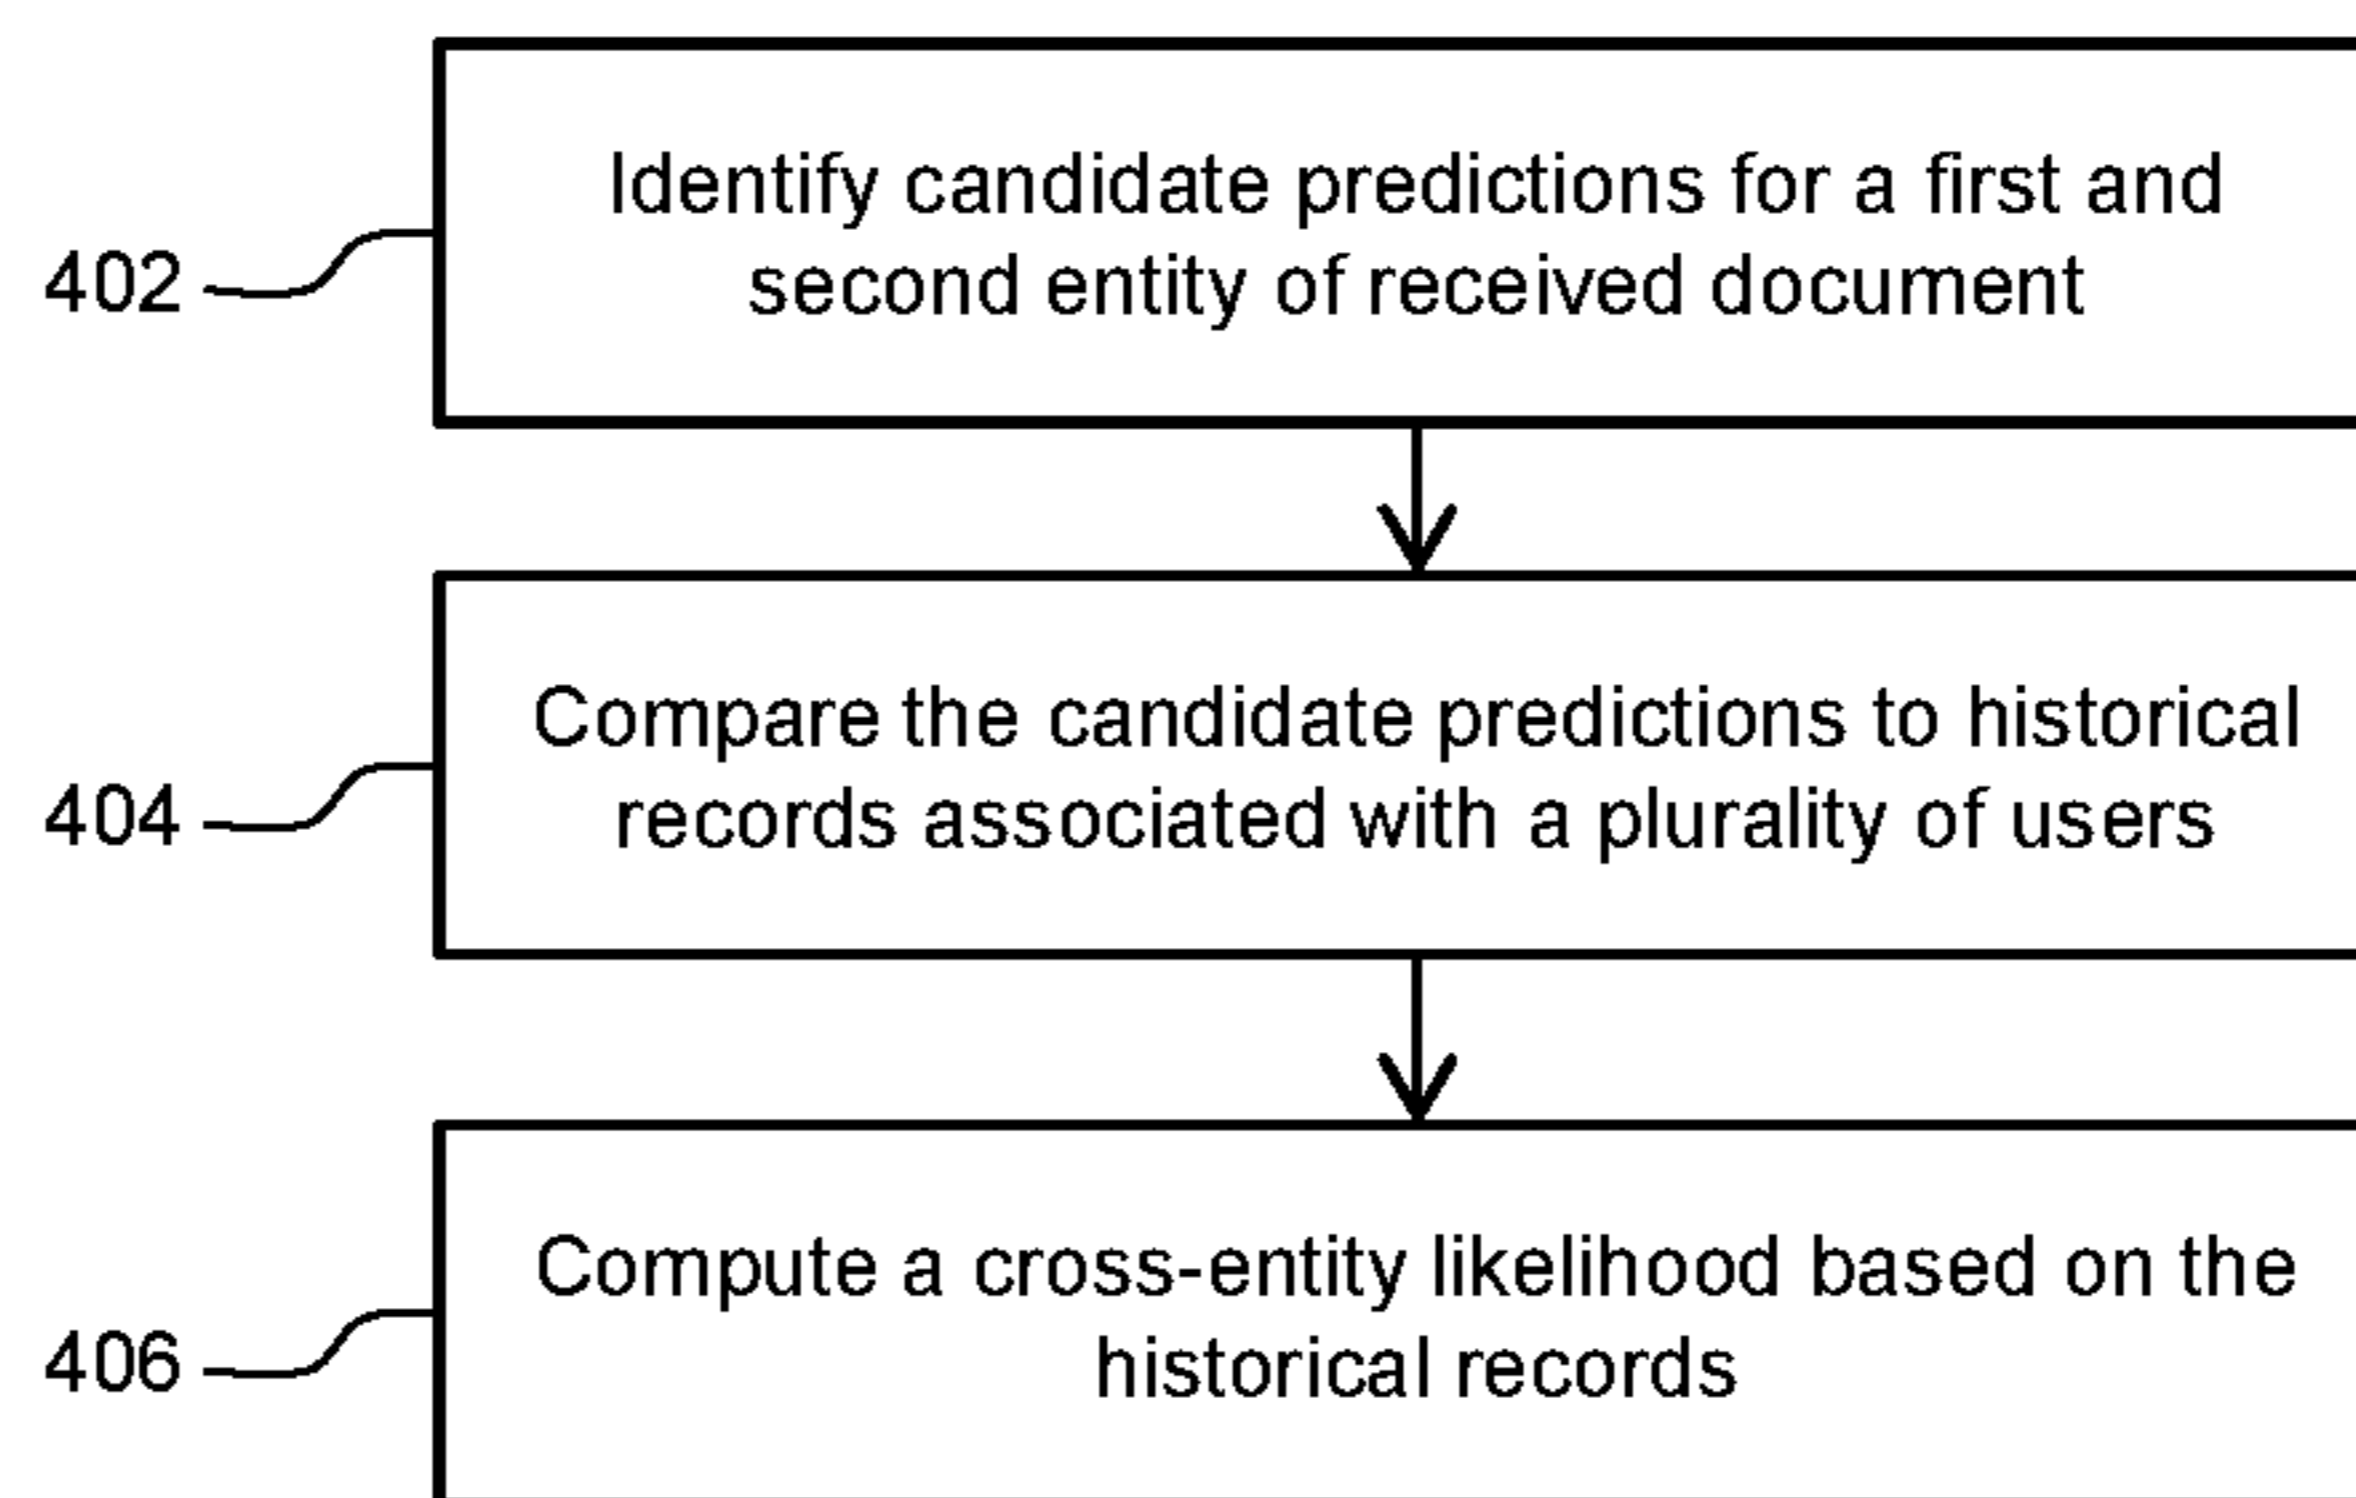 Identify candidate predictions for a first and
second entity of received document
402
Compare the candidate predictions to historical
records associated with a plurality of users
404
Compute a cross-entity likelihood based on the
historical records
406